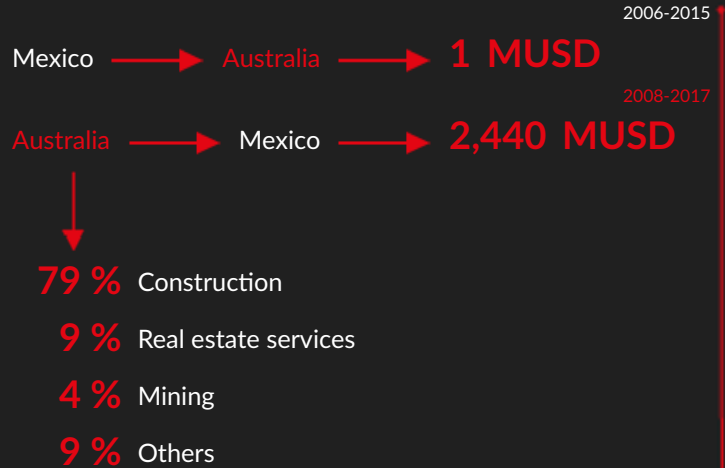 2006-2015
Mexico Australia 1 MUSD
2008-2017
Australia Mexico 2,440 MUSD
79 % Construction
9 % Real estate services
4 % Mining
9 % Others